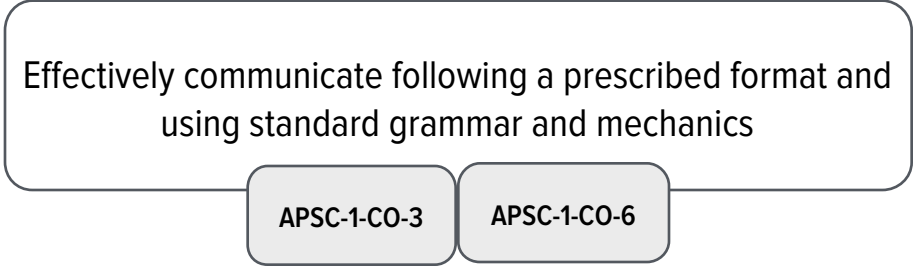 Effectively communicate following a prescribed format and
using standard grammar and mechanics
APSC-1-CO-3
APSC-1-CO-6